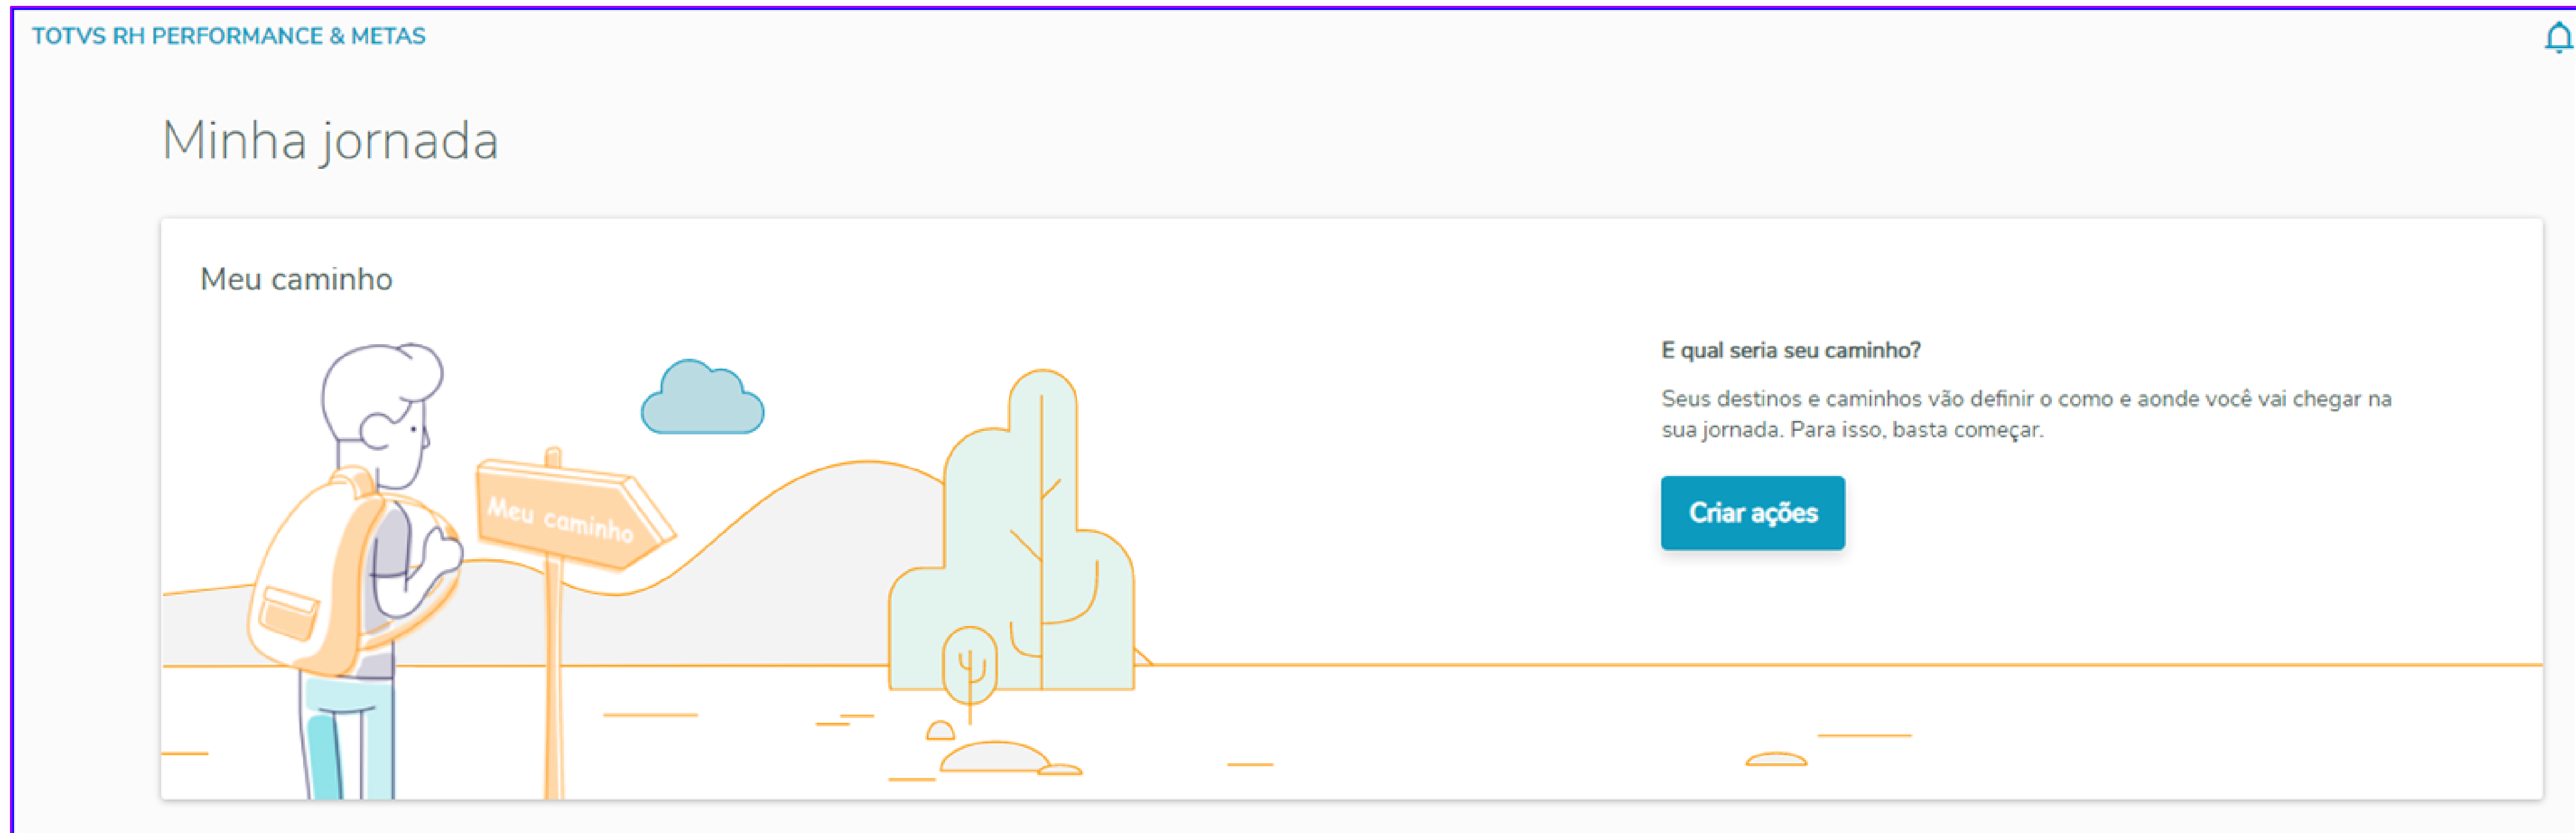 TOTVS RH PERFORMANCE & METAS
Minha jornada
Meu caminho
Meu caminho
E qual seria seu caminho?
Seus destinos e caminhos vão definir o como e aonde você vai chegar na
sua jornada. Para isso, basta começar.
Criar ações